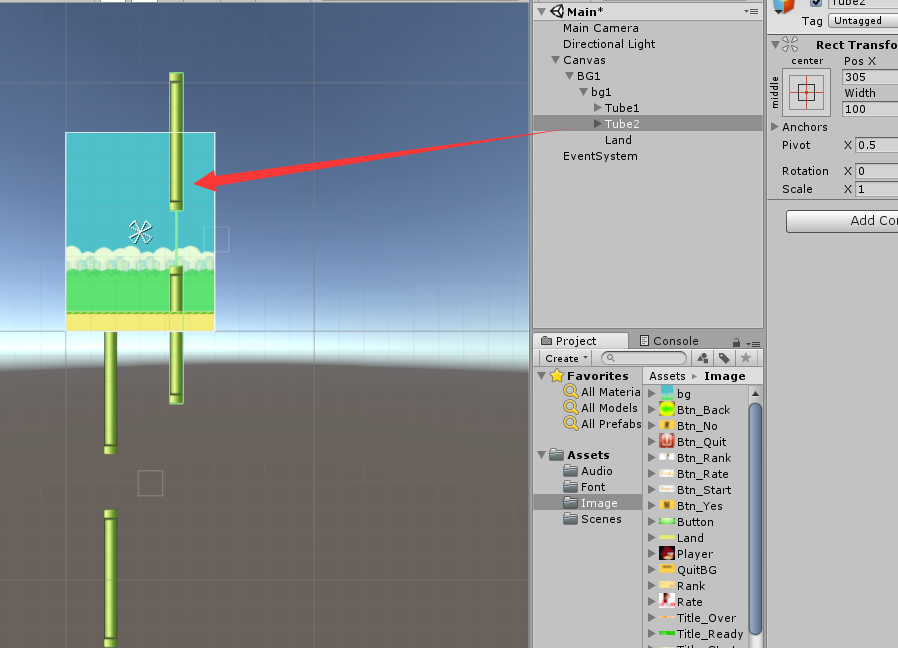 Main*
Main Camera
Directional Light
Canvas
BG1
bg1
Tube1
Tube2
Land
EventSystem
Tube2
Tag Untagged
Rect Transfo
center
middle
Pos X
305
Width
100
Anchors
Pivot X 0.5
Rotation X 0
Scale X 1
Add Co
Project Console
Create
Favorites
All Materia
All Models
All Prefabs
Assets
Audio
Font
Image
Scenes
Assets Image
bg
Btn_Back
Btn_No
Btn_Quit
Btn_Rank
Btn_Rate
Btn_Start
Btn_Yes
Button
Land
Player
QuitBG
Rank
Rate
Title_Over
Title_Ready